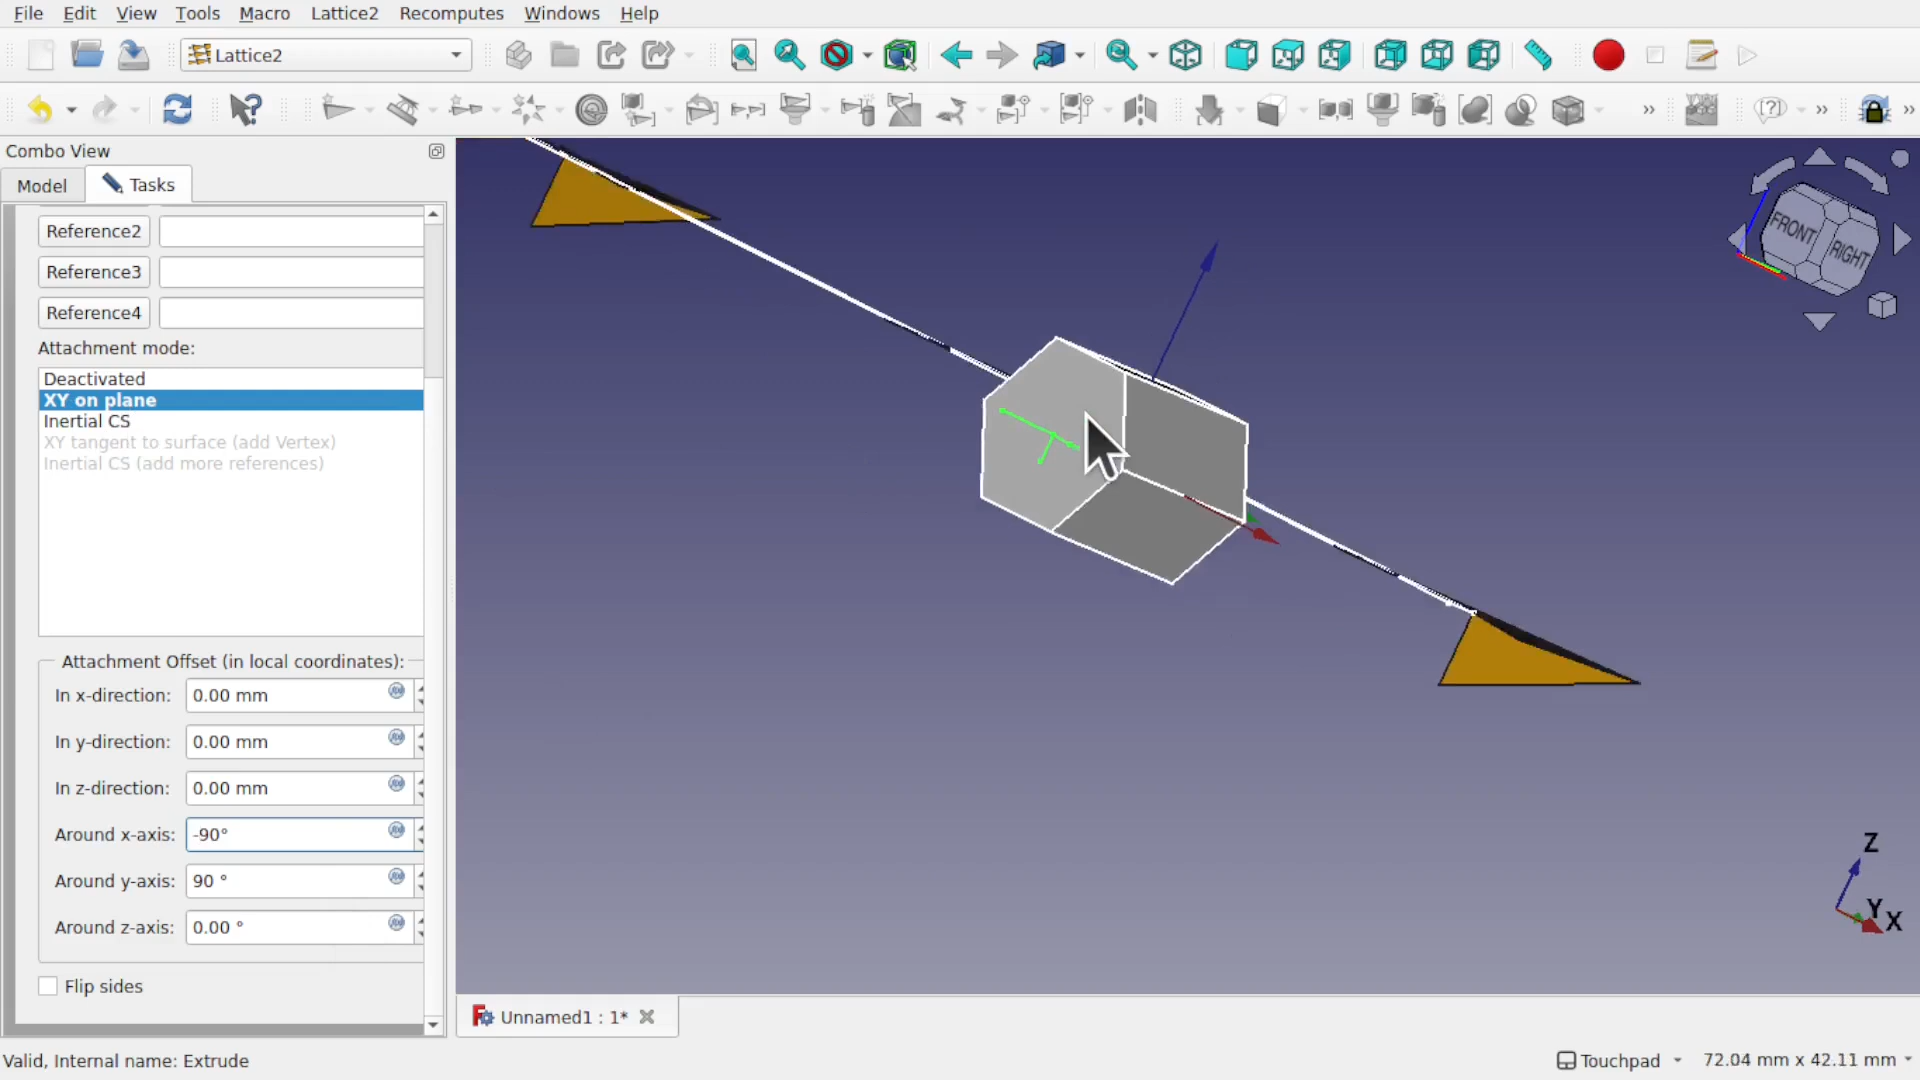 File Edit View Tools Macro Lattice2 Recomputes Windows Help
Lattice2
Combo View
Model Tasks
Reference2
Reference3
Reference4
Attachment mode:
Deactivated
XY on plane
Inertial CS
XY tangent to surface (add Vertex)
Inertial CS (add more references)
Attachment Offset (in local coordinates):
In x-direction: 0.00 mm
In y-direction: 0.00 mm
In z-direction: 0.00 mm
Around x-axis: -90°
Around y-axis: 90 °
Around z-axis: 0.00 °
Flip sides
FRONT
RIGHT
Z
Y
X
Unnamed1 : 1*
Valid, Internal name: Extrude
Touchpad 72.04 mm x 42.11 mm